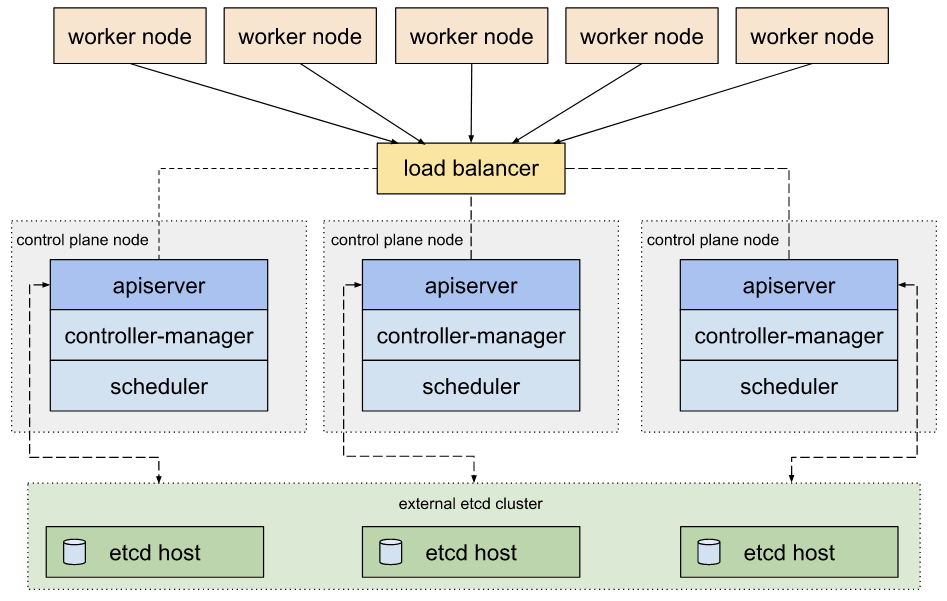 worker node
worker node
worker node
worker node
worker node
load balancer
control plane node
control plane node
control plane node
apiserver
apiserver
apiserver
controller-manager
controller-manager
controller-manager
scheduler
scheduler
scheduler
external etcd cluster
etcd host
etcd host
etcd host